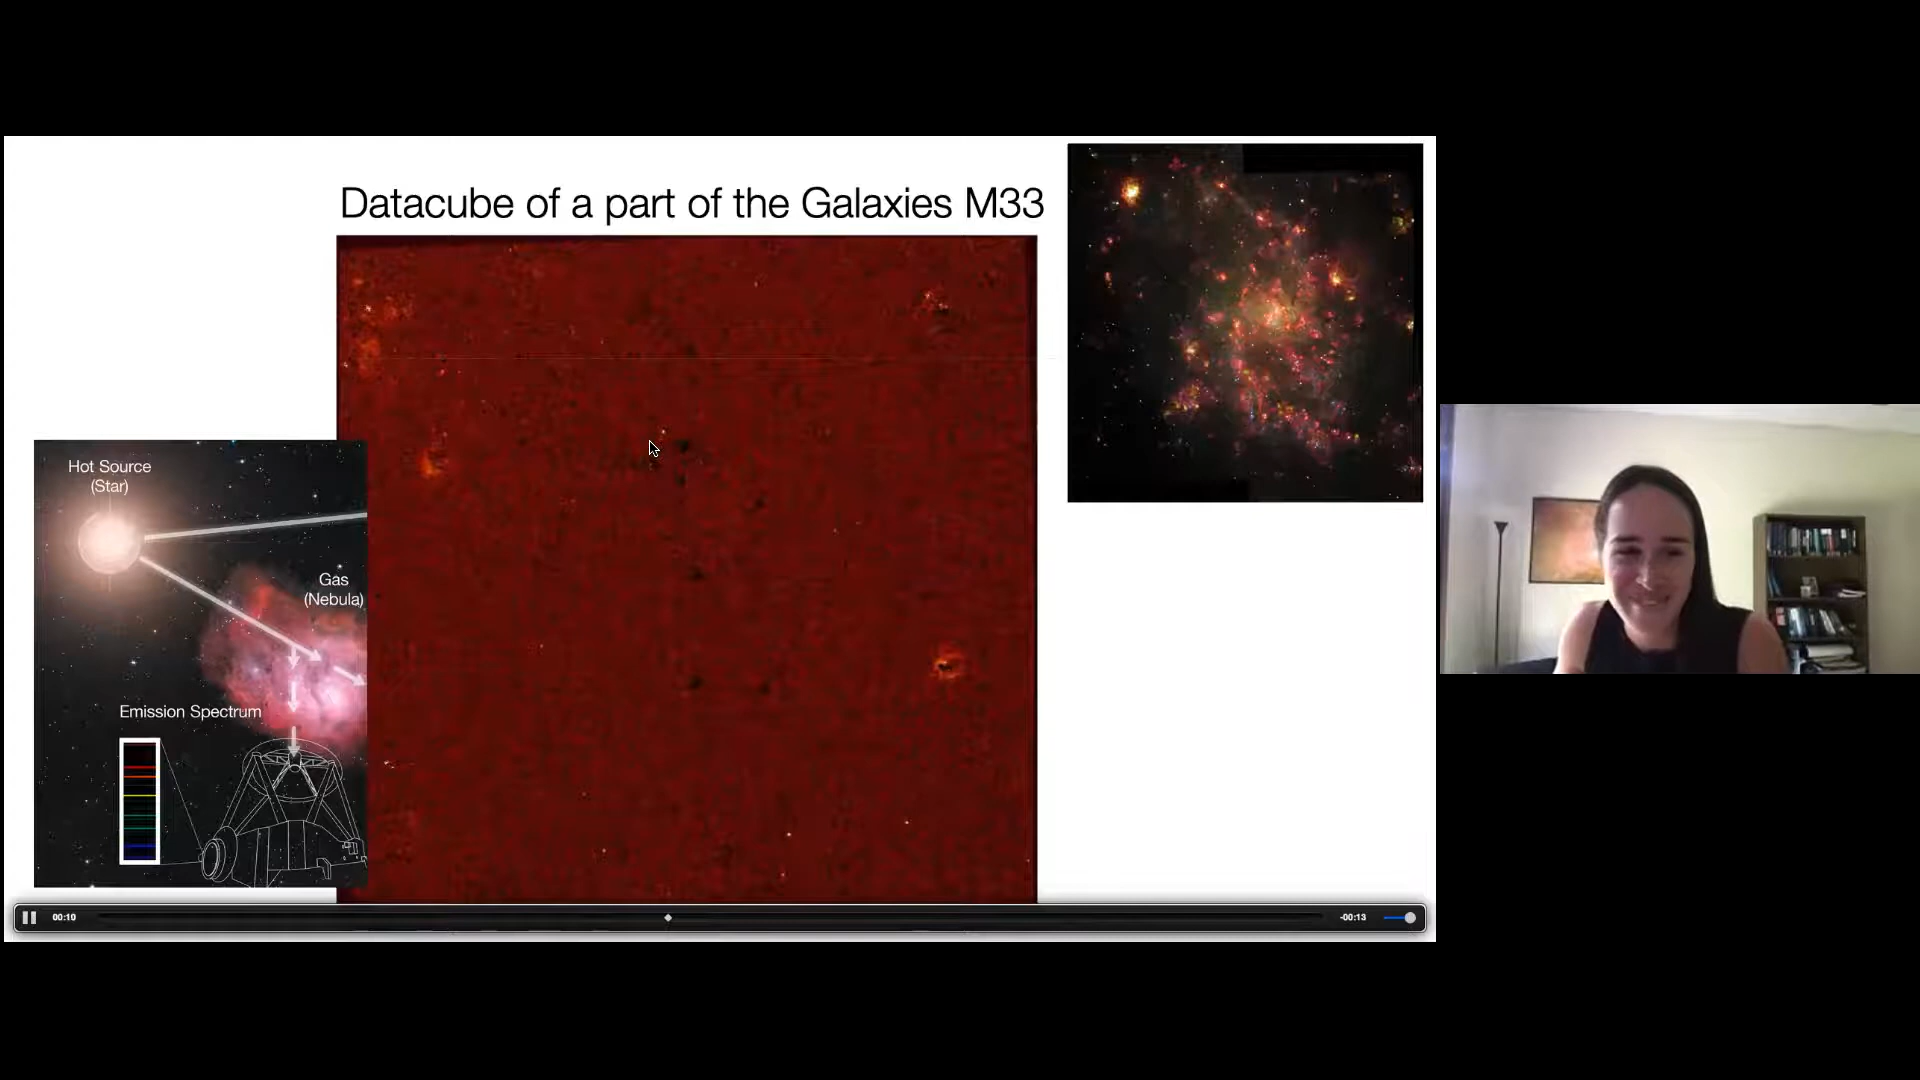 Datacube of a part of the Galaxies M33
Hot Source
(Star)
Gas
(Nebula)
Emission Spectrum
00:10
-00:13